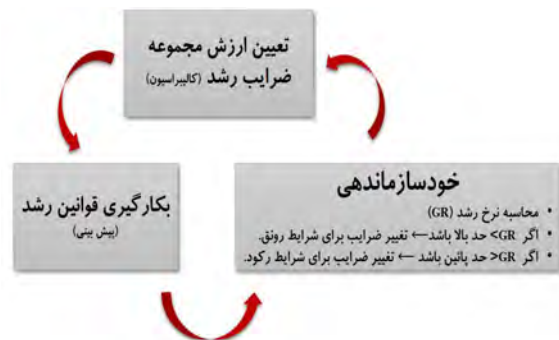 تعیین ارزش مجموعه
ضرایب رشد (کالیبراسیون)
بکارگیری قوانین رشد
(پیش بینی)
خودسازماندهی
• محاسبه نرخ رشد (GR)
• اگر GR> حد بالا باشد← تغییر ضرایب برای شرایط رونق.
• اگر GR< حد پائین باشد ← تغییر ضرایب برای شرایط رکود.